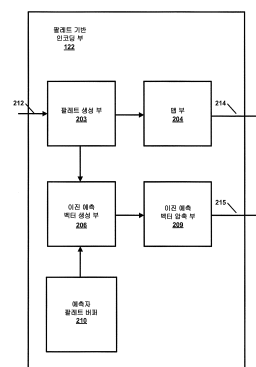 팔레트 기반
인코딩 부
122
212
팔레트 생성 부
203
맵 부
204
214
이진 예측
벡터 생성 부
206
이진 예측
벡터 압축 부
209
215
예측자
팔레트 버퍼
210